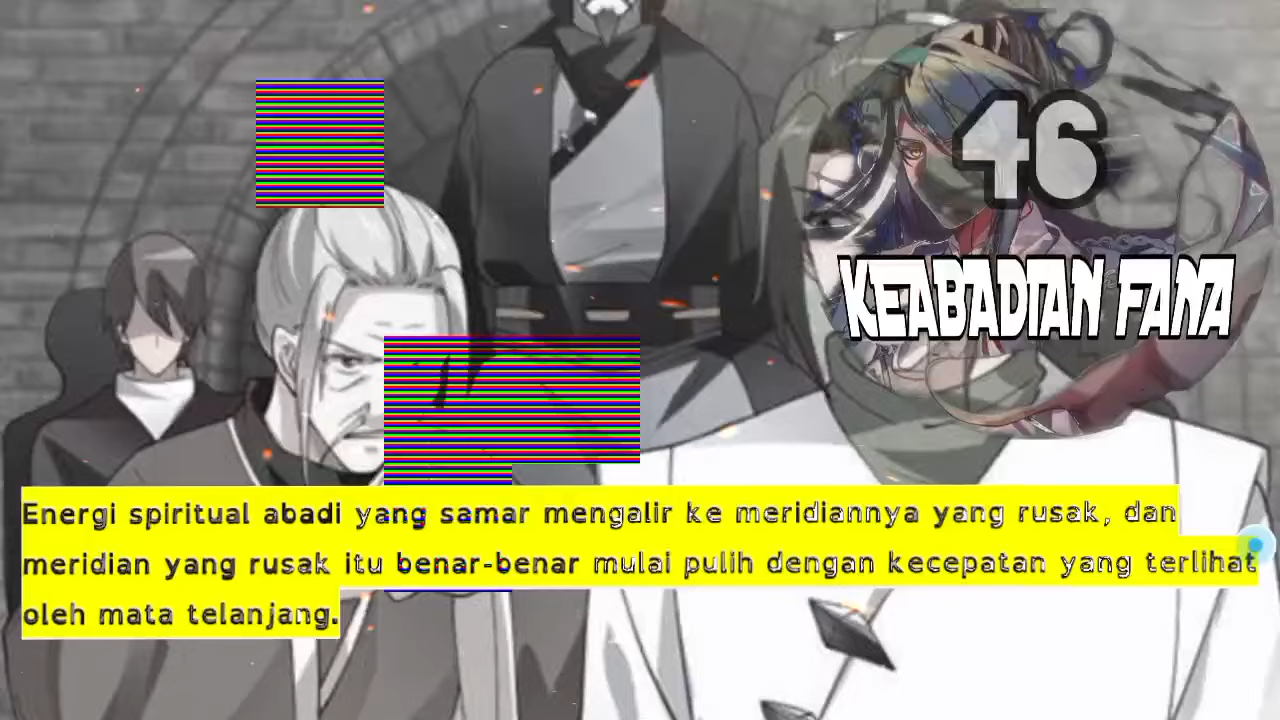 46
KEABADIAN FANA
Energi spiritual abadi yang samar mengalir ke meridiannya yang rusak, dan
meridian yang rusak itu benar-benar mulai pulih dengan kecepatan yang terlihat
oleh mata telanjang.